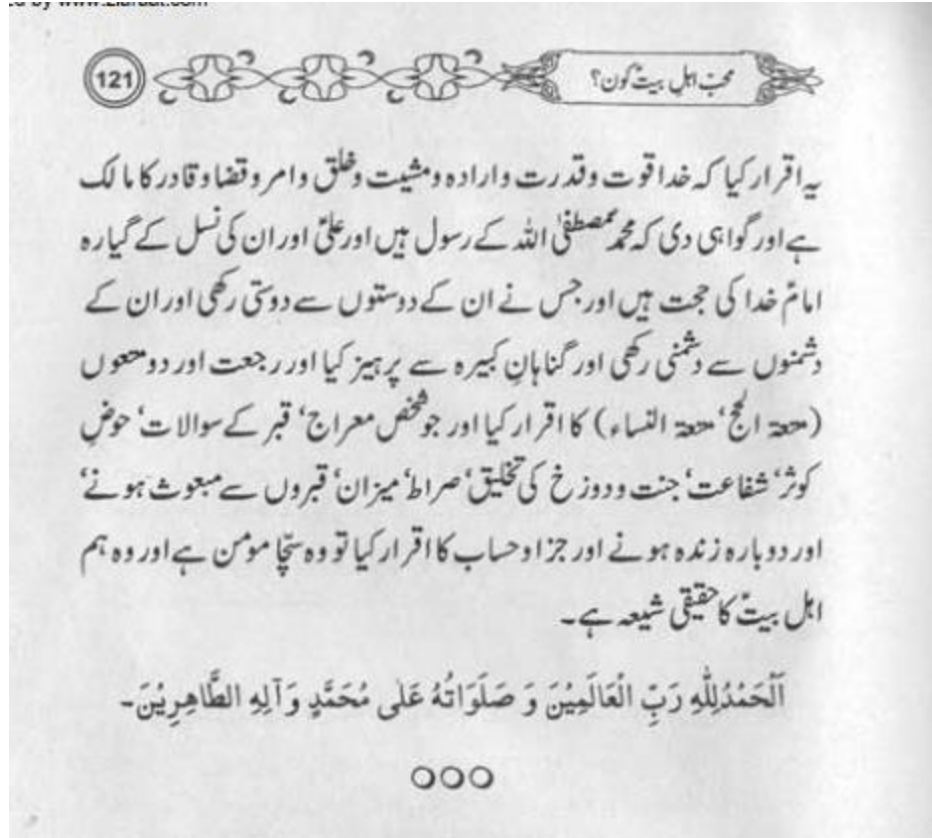 121
محبّ اہلِ بیتؑ کون؟
یہ اقرار کیا کہ خدا قوت و قدرت و ارادہ و مشیت و خلق و امر و قضا و قادر کا مالک
ہے اور گواہی دی کہ محمد مصطفیٰ اللہ کے رسول ہیں اور علیؑ اور ان کی نسل کے گیارہ
امامؑ خدا کی حجت ہیں اور جس نے ان کے دوستوں سے دوستی رکھی اور ان کے
دشمنوں سے دشمنی رکھی اور گناہانِ کبیرہ سے پرہیز کیا اور رجعت اور دو متعوں
(متعۃ الحج‘ متعۃ النساء) کا اقرار کیا اور جو شخص معراج‘ قبر کے سوالات‘ حوضِ
کوثر‘ شفاعت‘ جنت و دوزخ کی تخلیق‘ صراط‘ میزان‘ قبروں سے مبعوث ہونے‘
اور دوبارہ زندہ ہونے اور جزا و حساب کا اقرار کیا تو وہ سچّا مومن ہے اور وہ ہم
اہل بیتؑ کا حقیقی شیعہ ہے۔
اَلْحَمْدُلِلّٰهِ رَبِّ الْعَالَمِيْنَ وَ صَلَوَاتُهُ عَلٰى مُحَمَّدٍ وَ آلِهِ الطَّاهِرِيْنَ۔